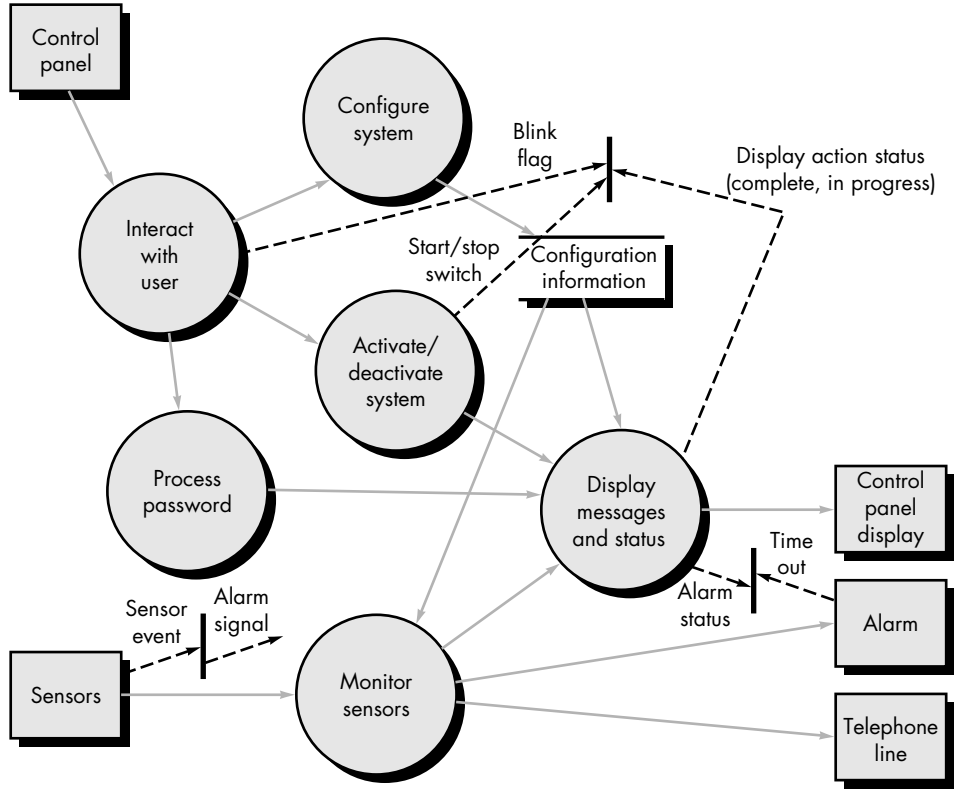 Control
panel
Configure
system
Blink
flag
Display action status
(complete, in progress)
Interact
with
user
Start/stop
switch
Configuration
information
Activate/
deactivate
system
Process
password
Display
messages
and status
Control
panel
display
Time
out
Alarm
status
Sensor
event
Alarm
signal
Alarm
Sensors
Monitor
sensors
Telephone
line